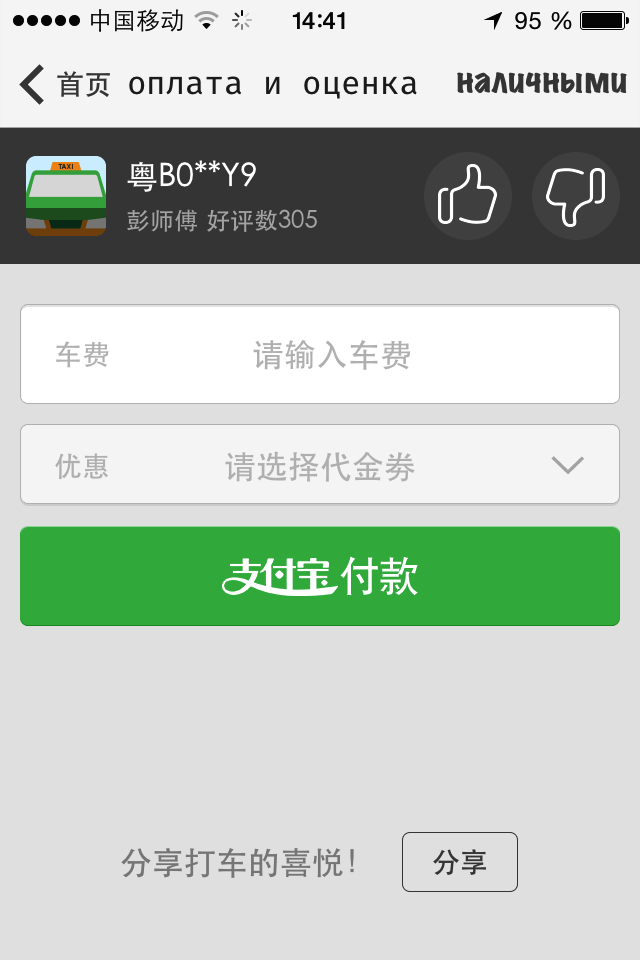 中国移动 14:41 95 %
首页 оплата и оценка наличными
TAXI
粤B0**Y9
彭师傅 好评数305
车费 请输入车费
优惠 请选择代金劵
支付宝付款
分享打车的喜悦! 分享